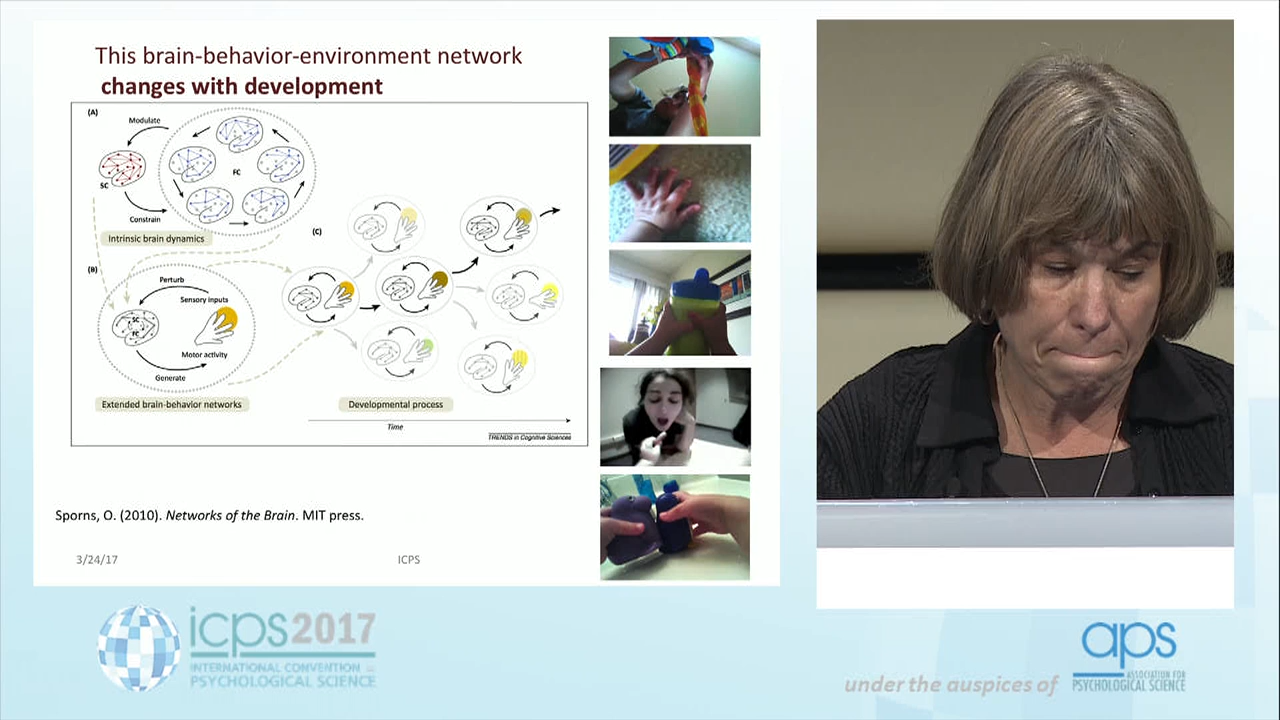 This brain-behavior-environment network
changes with development
(A)
Modulate
SC
FC
Constrain
Intrinsic brain dynamics
(B)
Perturb
Sensory inputs
FC
Motor activity
Generate
Extended brain-behavior networks
(C)
Developmental process
Time
TRENDS in Cognitive Sciences
Sporns, O. (2010). Networks of the Brain. MIT press.
3/24/17
ICPS
icps2017
INTERNATIONAL CONVENTION
PSYCHOLOGICAL SCIENCE
under the auspices of
aps
ASSOCIATION FOR
PSYCHOLOGICAL SCIENCE